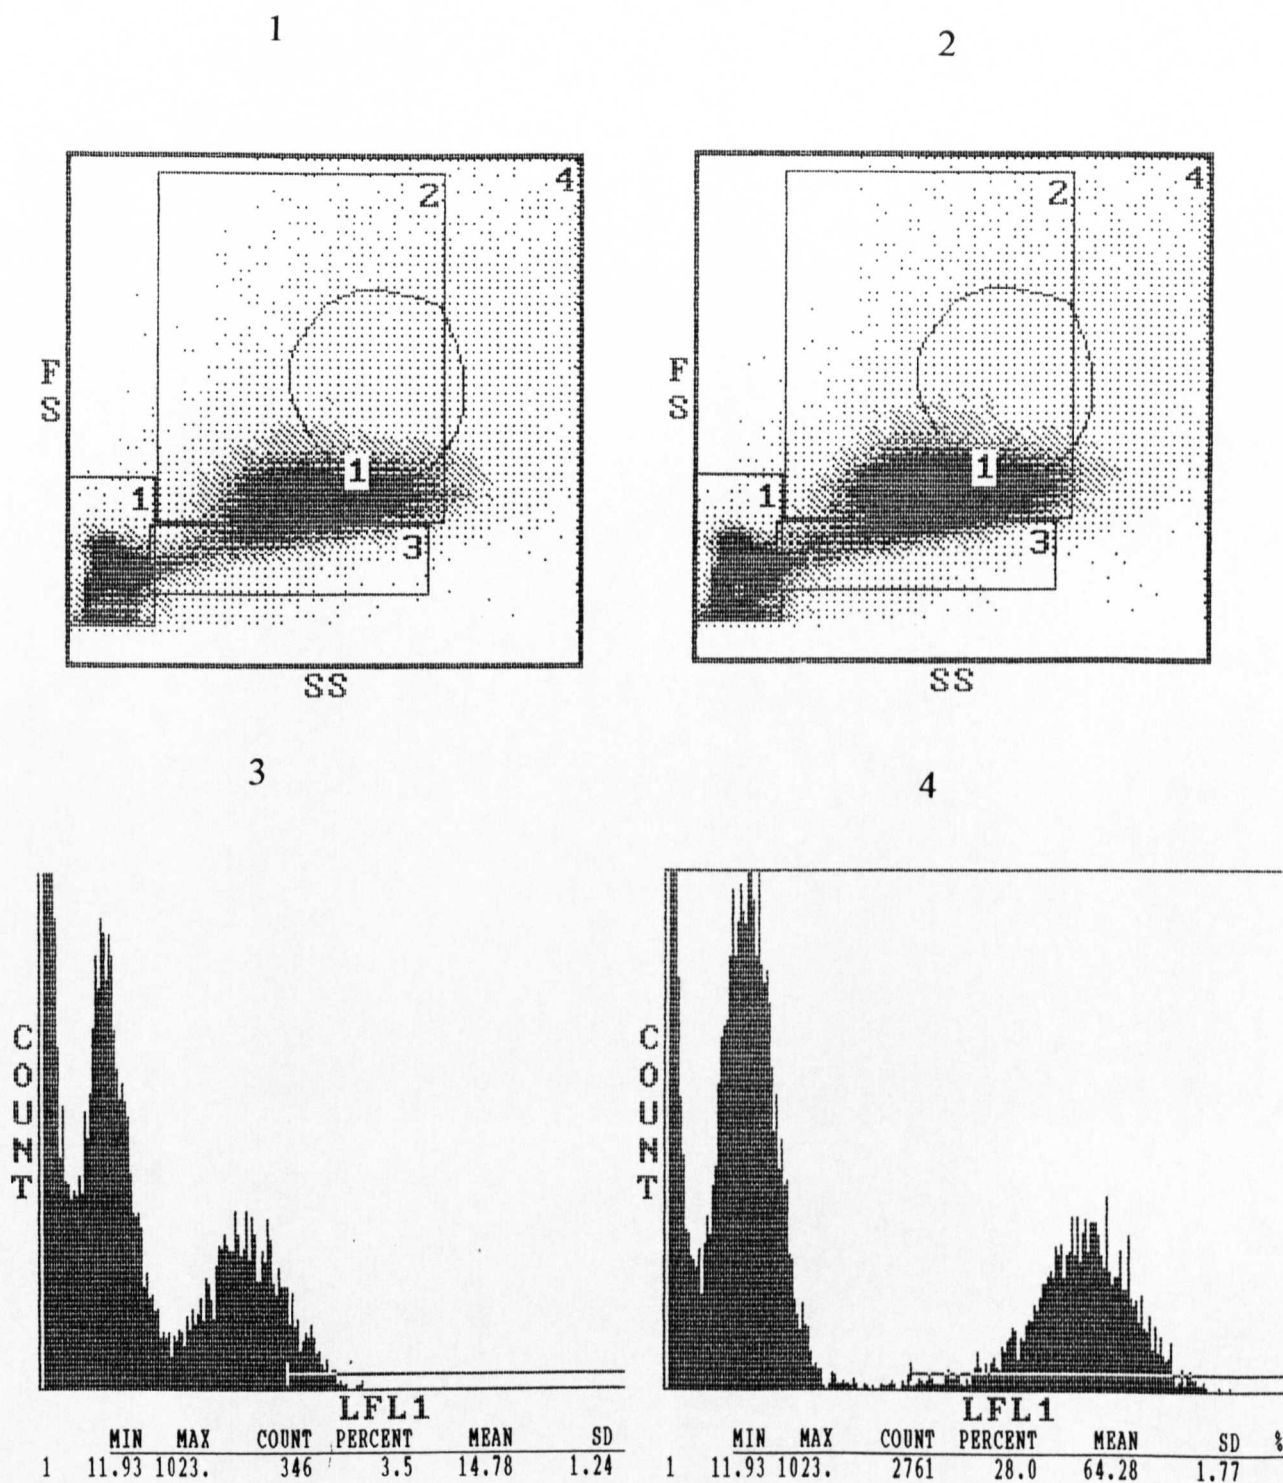 1
2
2 4
2 4
F
S
1
1
3
F
S
1
1
3
SS
SS
3
4
COUNT
COUNT
LFL1
LFL1
MIN MAX COUNT PERCENT MEAN SD
1 11.93 1023. 346 3.5 14.78 1.24
MIN MAX COUNT PERCENT MEAN SD %
1 11.93 1023. 2761 28.0 64.28 1.77